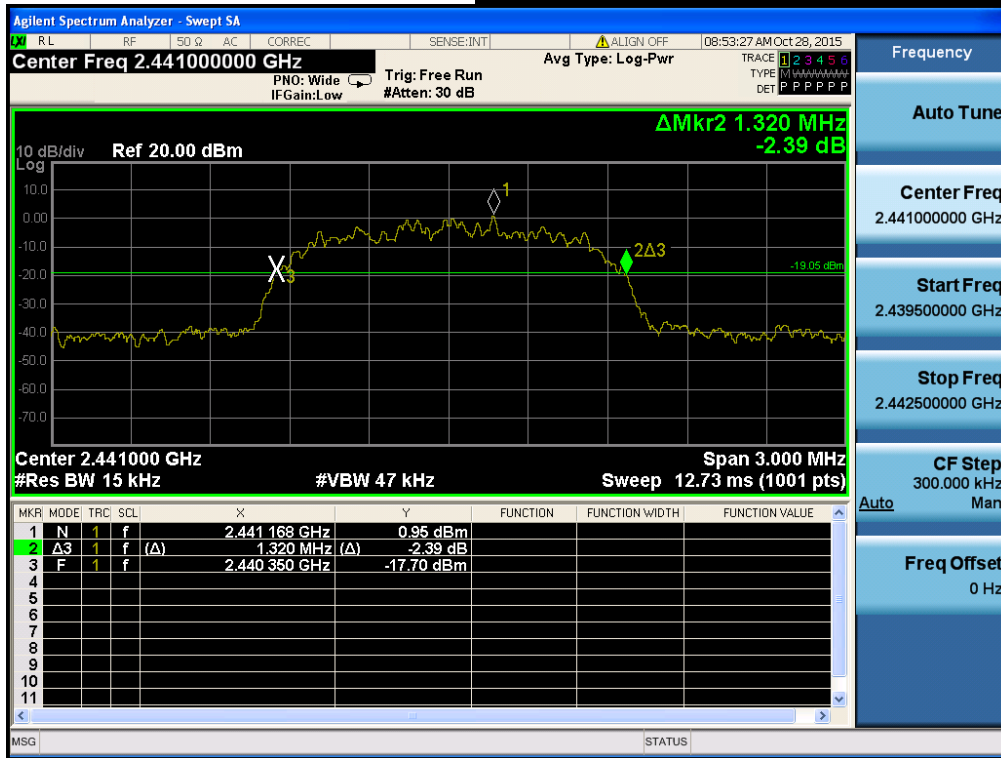 Agilent Spectrum Analyzer - Swept SA
LXI RL RF 50 Ω AC CORREC SENSE:INT ALIGN OFF 08:53:27 AM Oct 28, 2015
Center Freq 2.441000000 GHz
PNO: Wide
IFGain:Low
Trig: Free Run
#Atten: 30 dB
Avg Type: Log-Pwr
TRACE 1 2 3 4 5 6
TYPE M WWWWW
DET P P P P P P
ΔMkr2 1.320 MHz
-2.39 dB
10 dB/div Ref 20.00 dBm
Log
10.0
0.00
-10.0
-20.0
-30.0
-40.0
-50.0
-60.0
-70.0
1
2Δ3
3
-19.05 dBm
Center 2.441000 GHz Span 3.000 MHz
#Res BW 15 kHz #VBW 47 kHz Sweep 12.73 ms (1001 pts)
MKR MODE TRC SCL X Y FUNCTION FUNCTION WIDTH FUNCTION VALUE
1 N 1 f 2.441 168 GHz 0.95 dBm
2 Δ3 1 f (Δ) 1.320 MHz (Δ) -2.39 dB
3 F 1 f 2.440 350 GHz -17.70 dBm
4
5
6
7
8
9
10
11
MSG STATUS
Frequency
Auto Tune
Center Freq
2.441000000 GHz
Start Freq
2.439500000 GHz
Stop Freq
2.442500000 GHz
CF Step
300.000 kHz
Auto Man
Freq Offset
0 Hz